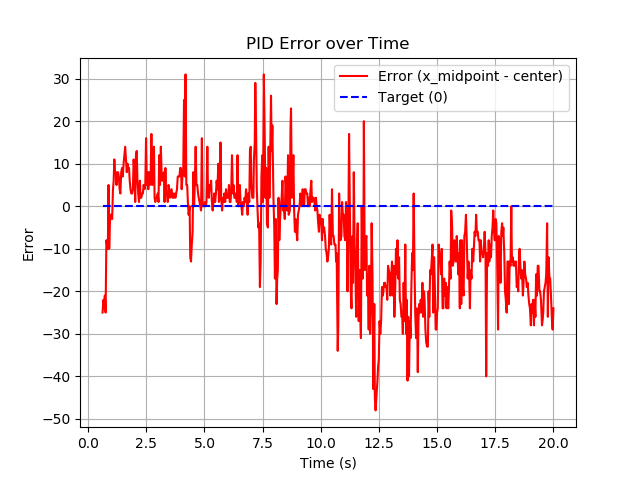 PID Error over Time
Error (x_midpoint - center)
Target (0)
30
20
10
0
−10
−20
−30
−40
−50
Error
0.0 2.5 5.0 7.5 10.0 12.5 15.0 17.5 20.0
Time (s)